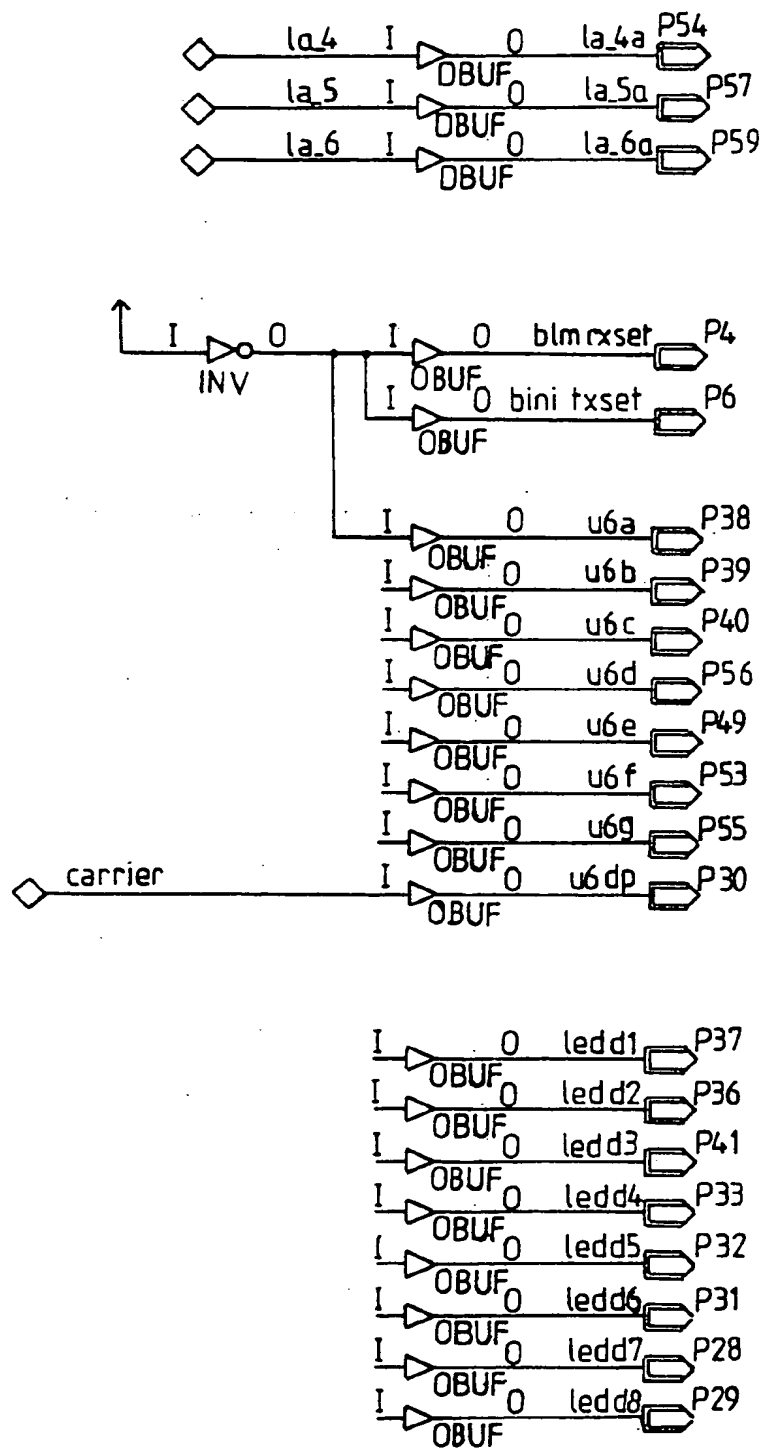 la_4 I O la_4a P54
OBUF
la_5 I O la_5a P57
OBUF
la_6 I O la_6a P59
OBUF
I O I O blm rxset P4
INV OBUF
I O bini txset P6
OBUF
I O u6a P38
OBUF
I O u6b P39
OBUF
I O u6c P40
OBUF
I O u6d P56
OBUF
I O u6e P49
OBUF
I O u6f P53
OBUF
I O u6g P55
OBUF
carrier I O u6dp P30
OBUF
I O ledd1 P37
OBUF
I O ledd2 P36
OBUF
I O ledd3 P41
OBUF
I O ledd4 P33
OBUF
I O ledd5 P32
OBUF
I O ledd6 P31
OBUF
I O ledd7 P28
OBUF
I O ledd8 P29
OBUF